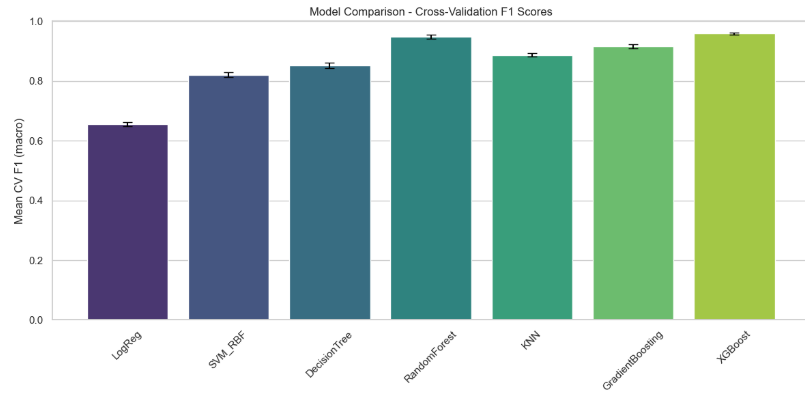 Model Comparison - Cross-Validation F1 Scores
Mean CV F1 (macro)
1.0
0.8
0.6
0.4
0.2
0.0
LogReg
SVM_RBF
DecisionTree
RandomForest
KNN
GradientBoosting
XGBoost